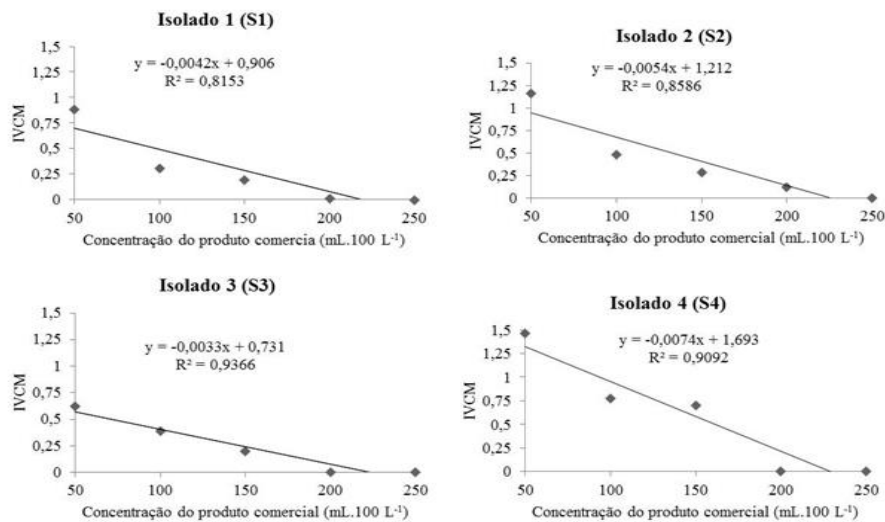 Isolado 1 (S1)
y = -0,0042x + 0,906
R² = 0,8153
IVCM
1,5
1,25
1
0,75
0,5
0,25
0
50 100 150 200 250
Concentração do produto comercia (mL.100 L⁻¹)
Isolado 2 (S2)
y = -0,0054x + 1,212
R² = 0,8586
IVCM
1,5
1,25
1
0,75
0,5
0,25
0
50 100 150 200 250
Concentração do produto comercial (mL.100 L⁻¹)
Isolado 3 (S3)
y = -0,0033x + 0,731
R² = 0,9366
IVCM
1,5
1,25
1
0,75
0,5
0,25
0
50 100 150 200 250
Concentração do produto comercial (mL.100 L⁻¹)
Isolado 4 (S4)
y = -0,0074x + 1,693
R² = 0,9092
IVCM
1,5
1,25
1
0,75
0,5
0,25
0
50 100 150 200 250
Concentração do produto comercial (mL.100 L⁻¹)